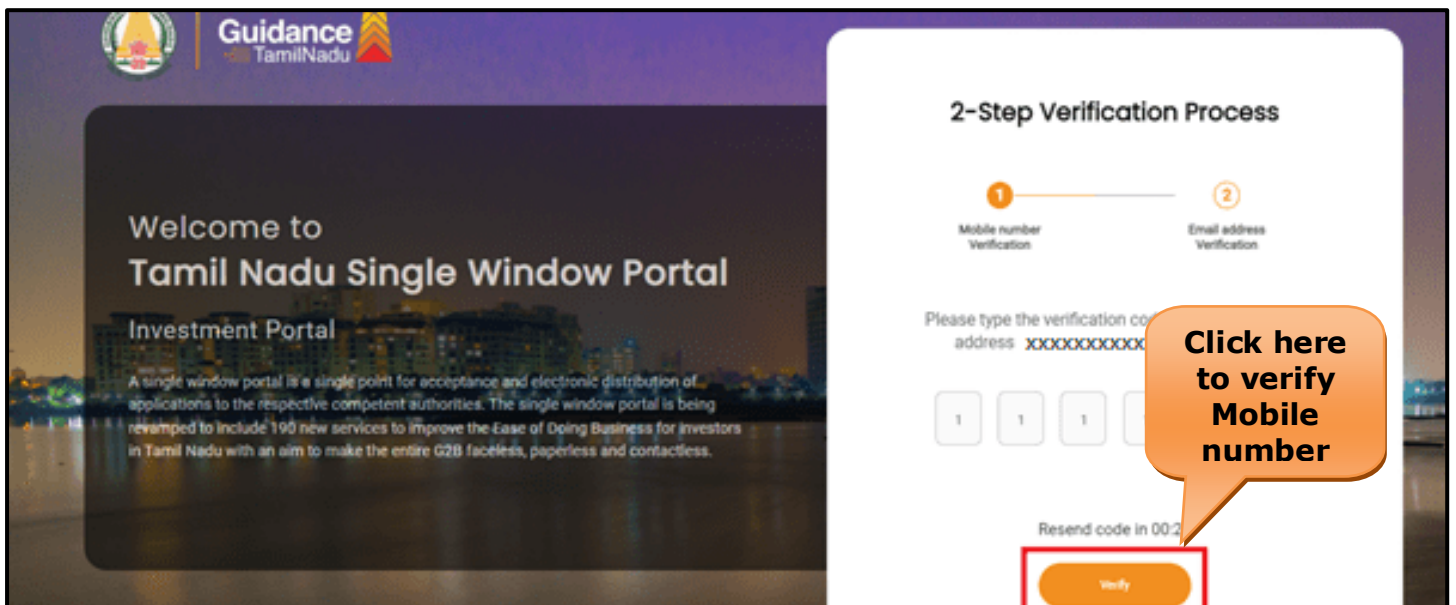 Guidance
TamilNadu
2-Step Verification Process
1
2
Mobile number
Verification
Email address
Verification
Welcome to
Tamil Nadu Single Window Portal
Investment Portal
A single window portal is a single point for acceptance and electronic distribution of
applications to the respective competent authorities. The single window portal is being
revamped to include 190 new services to improve the Ease of Doing Business for investors
in Tamil Nadu with an aim to make the entire G2B faceless, paperless and contactless.
Please type the verification
address xxxxxxxxxxx
1 1 1
Click here
to verify
Mobile
number
Resend code in 00:2
Verify